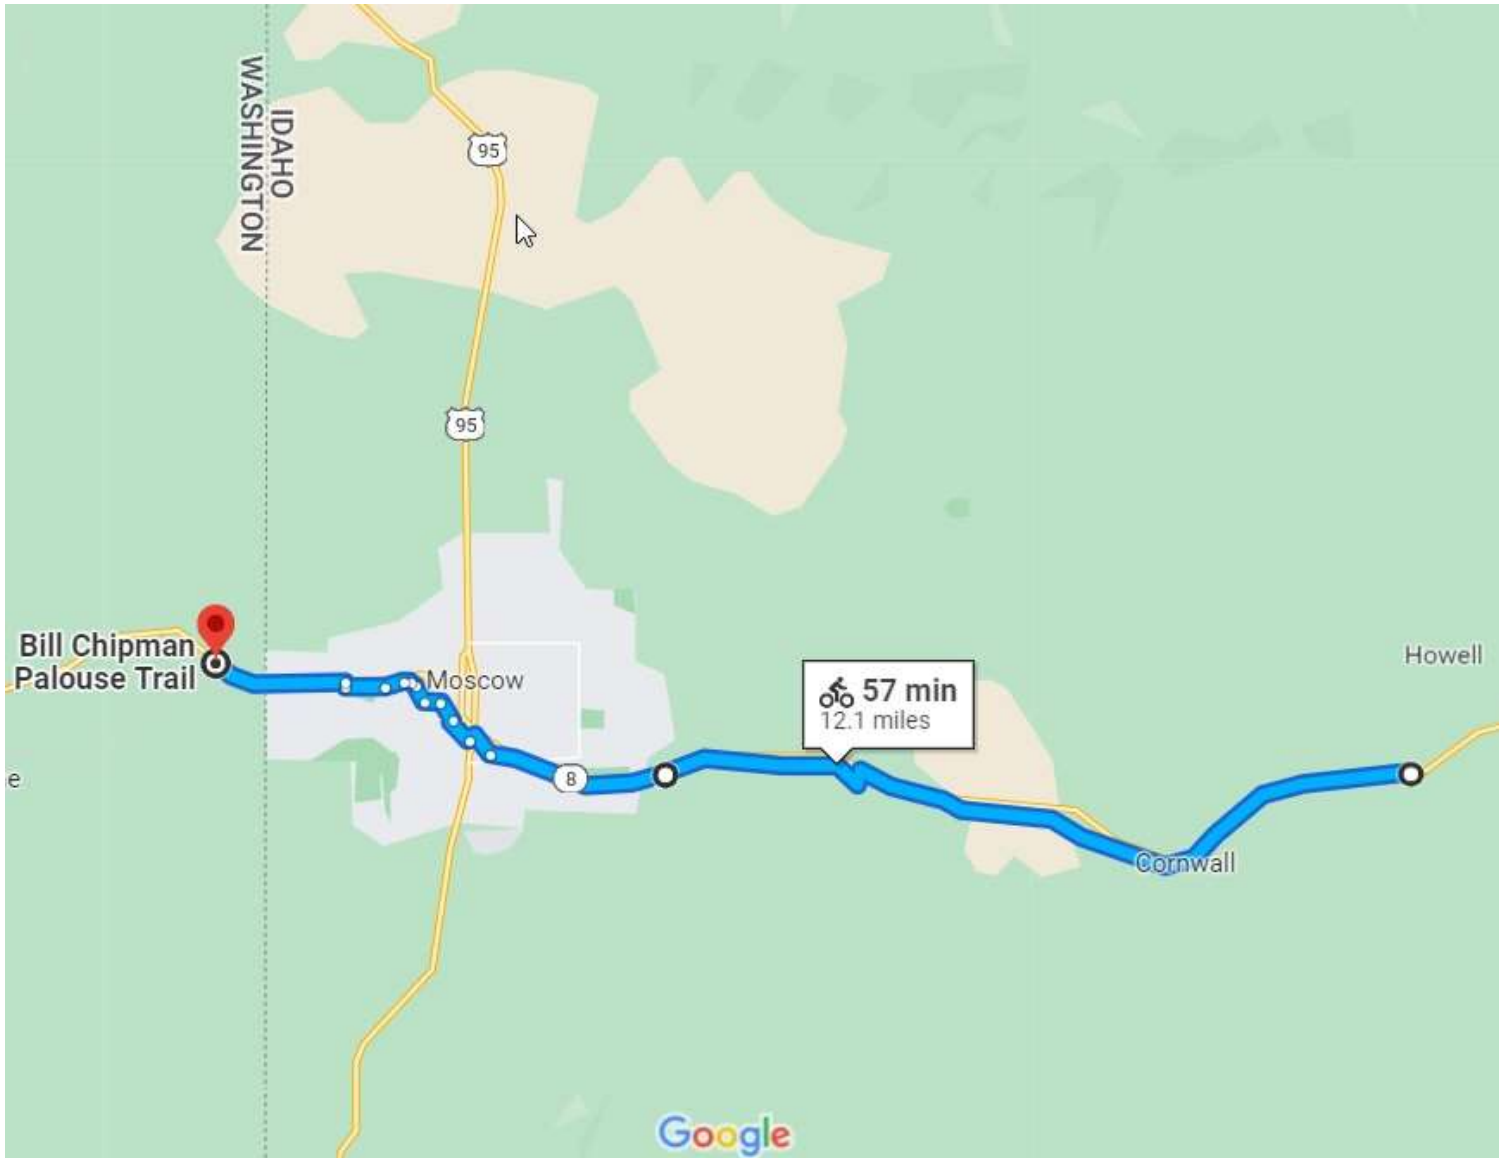 WASHINGTON
IDAHO
95
95
Bill Chipman
Palouse Trail
Moscow
57 min
12.1 miles
Howell
8
e
Cornwall
Google